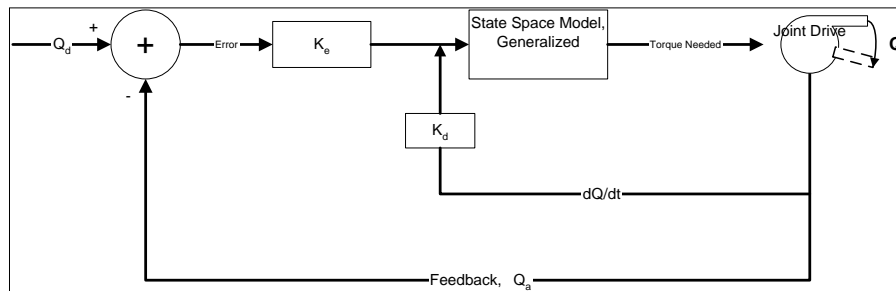 State Space Model,
Generalized
Joint Drive
Q_d
+
+
Error
K_e
Torque Needed
-
K_d
dQ/dt
Feedback, Q_a